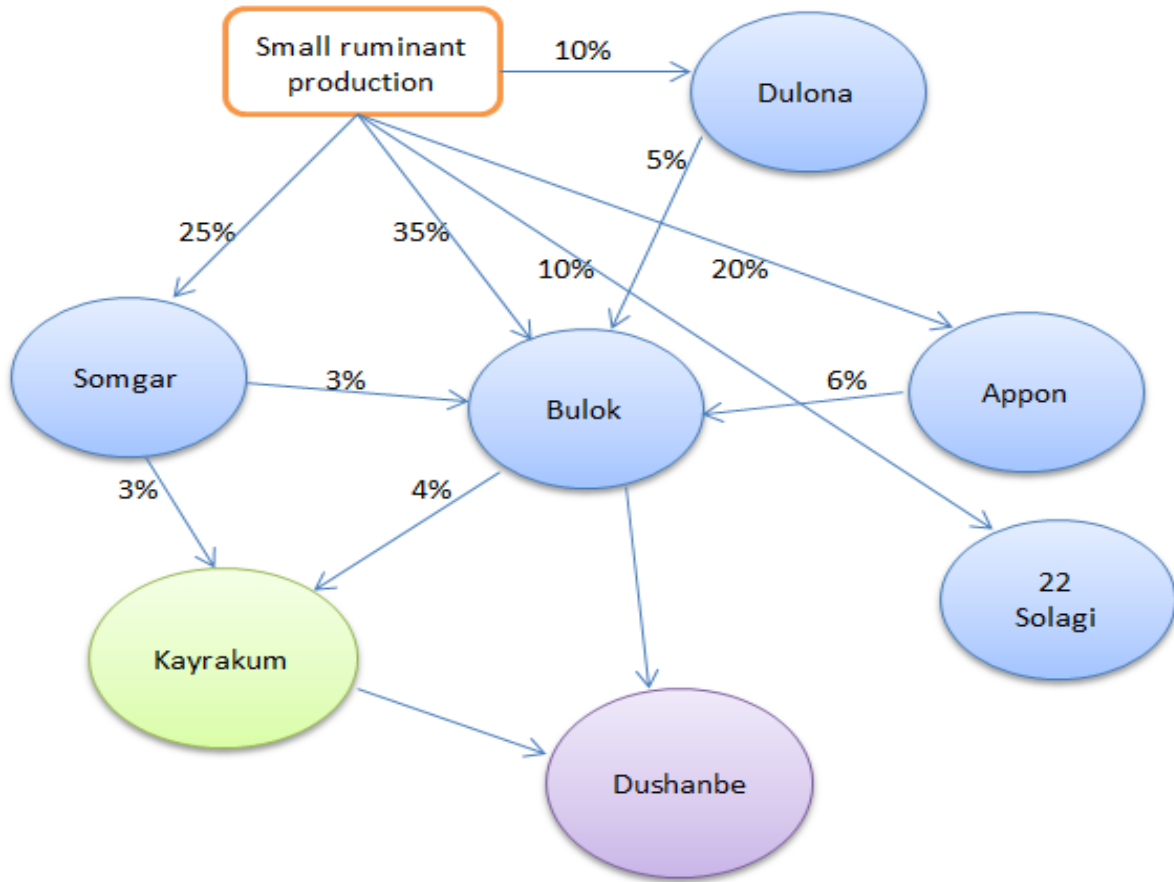 Small ruminant
production
10%
Dulona
5%
25%
35%
10%
20%
Somgar
3%
Bulok
6%
Appon
3%
4%
22
Solagi
Kayrakum
Dushanbe